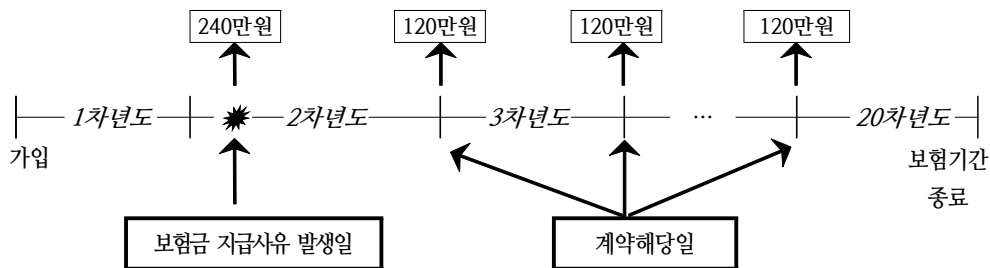 240만원 120만원 120만원 120만원
1차년도 2차년도 3차년도 … 20차년도
가입 보험기간
종료
보험금 지급사유 발생일 계약해당일